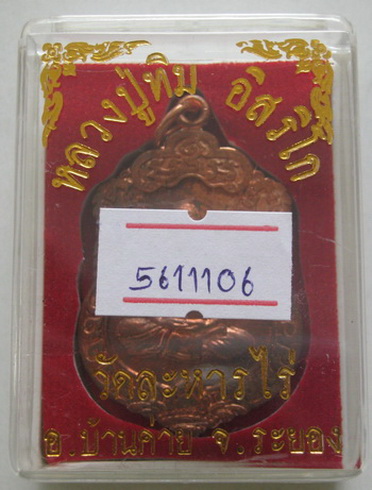 หลวงปู่ทิม อิสริโก
5611106
วัดละหารไร่
อ.บ้านค่าย จ.ระยอง